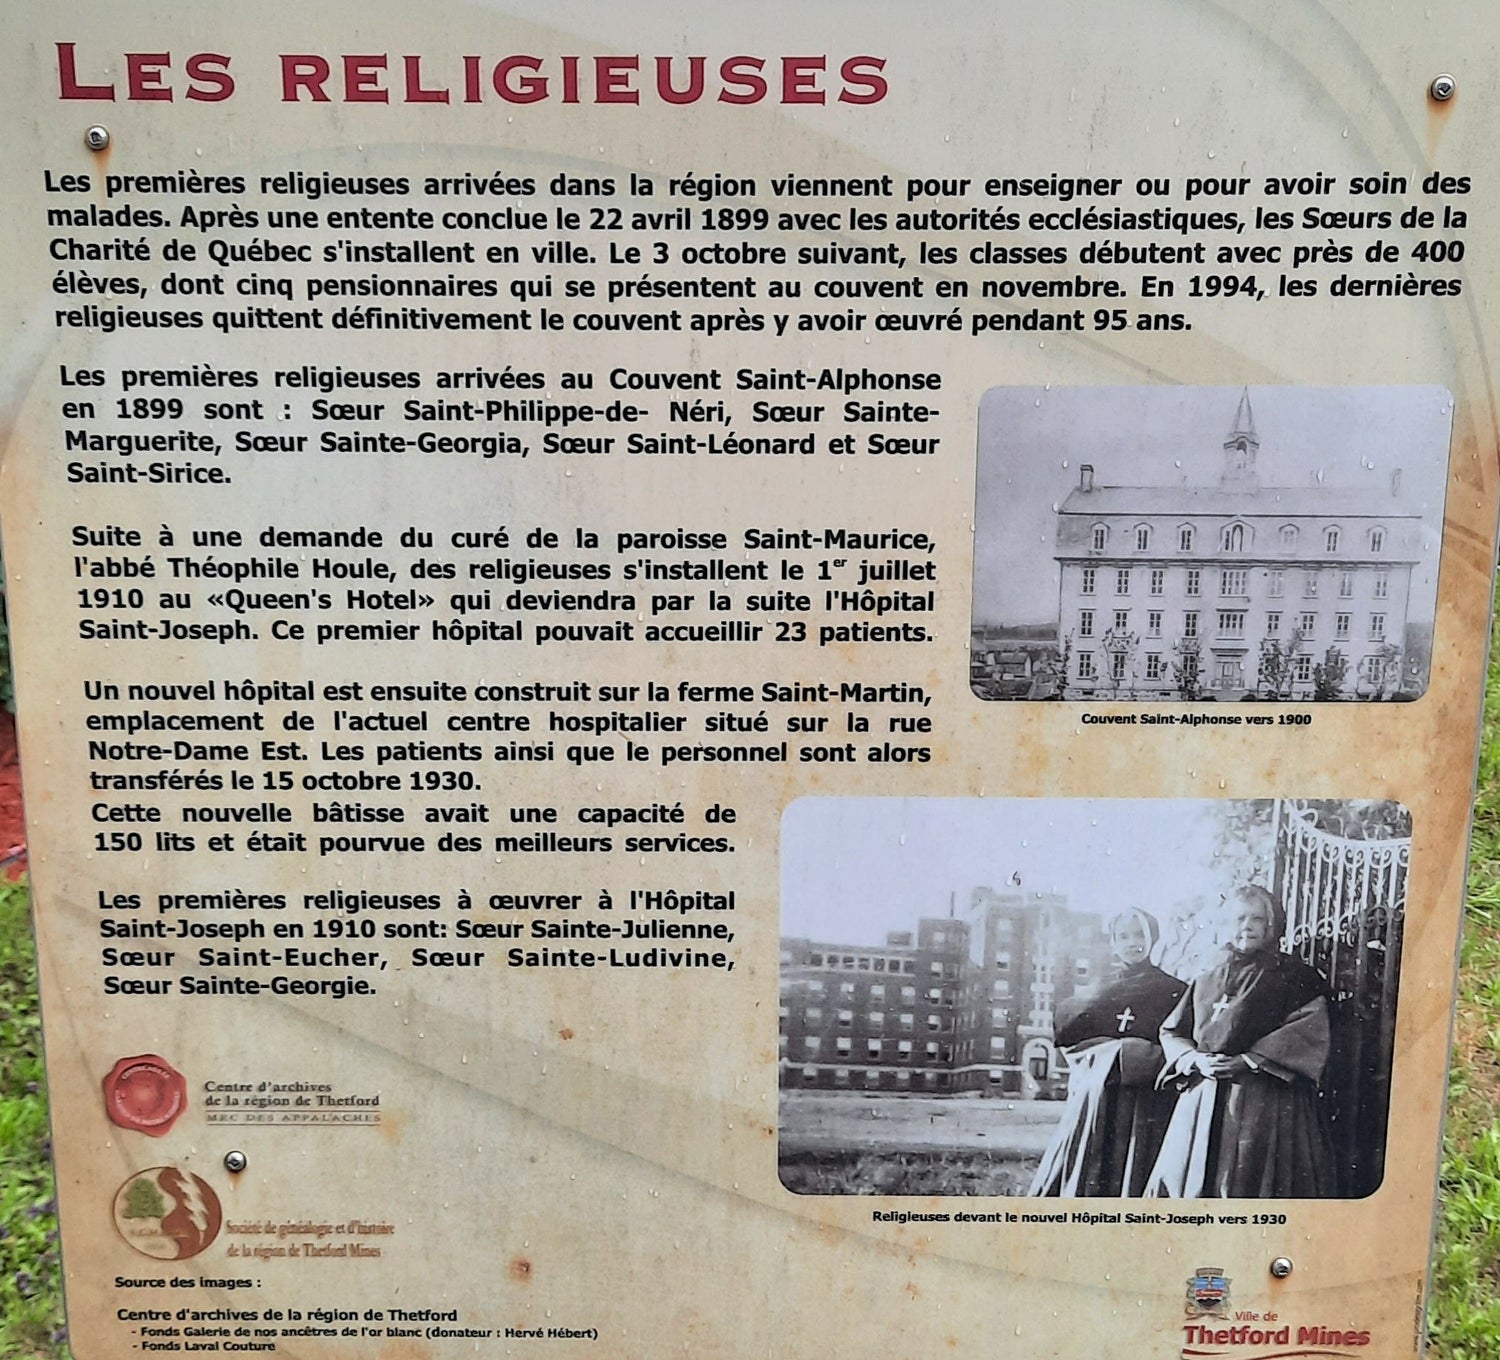 LES RELIGIEUSES
Les premières religieuses arrivées dans la région viennent pour enseigner ou pour avoir soin des
malades. Après une entente conclue le 22 avril 1899 avec les autorités ecclésiastiques, les Sœurs de la
Charité de Québec s'installent en ville. Le 3 octobre suivant, les classes débutent avec près de 400
élèves, dont cinq pensionnaires qui se présentent au couvent en novembre. En 1994, les dernières
religieuses quittent définitivement le couvent après y avoir œuvré pendant 95 ans.
Les premières religieuses arrivées au Couvent Saint-Alphonse
en 1899 sont : Sœur Saint-Philippe-de- Néri, Sœur Sainte-
Marguerite, Sœur Sainte-Georgia, Sœur Saint-Léonard et Sœur
Saint-Sirice.
Suite à une demande du curé de la paroisse Saint-Maurice,
l'abbé Théophile Houle, des religieuses s'installent le 1er juillet
1910 au «Queen's Hotel» qui deviendra par la suite l'Hôpital
Saint-Joseph. Ce premier hôpital pouvait accueillir 23 patients.
Un nouvel hôpital est ensuite construit sur la ferme Saint-Martin,
emplacement de l'actuel centre hospitalier situé sur la rue
Notre-Dame Est. Les patients ainsi que le personnel sont alors
transférés le 15 octobre 1930.
Cette nouvelle bâtisse avait une capacité de
150 lits et était pourvue des meilleurs services.
Les premières religieuses à œuvrer à l'Hôpital
Saint-Joseph en 1910 sont: Sœur Sainte-Julienne,
Sœur Saint-Eucher, Sœur Sainte-Ludivine,
Sœur Sainte-Georgie.
Couvent Saint-Alphonse vers 1900
Religieuses devant le nouvel Hôpital Saint-Joseph vers 1930
Centre d'archives
de la région de Thetford
MRC DES APPALACHES
Société de généalogie et d'histoire
de la région de Thetford Mines
Source des images :
Centre d'archives de la région de Thetford
- Fonds Galerie de nos ancêtres de l'or blanc (donateur : Hervé Hébert)
- Fonds Laval Couture
Ville de
Thetford Mines